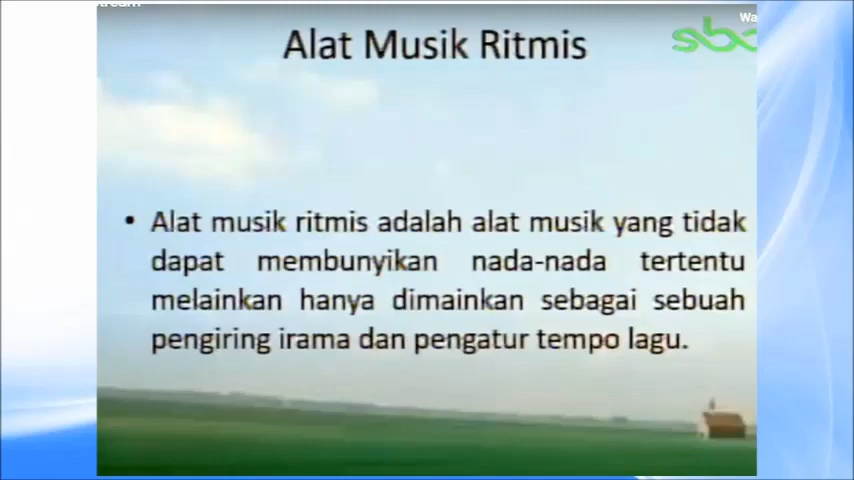 Alat Musik Ritmis
• Alat musik ritmis adalah alat musik yang tidak
dapat membunyikan nada-nada tertentu
melainkan hanya dimainkan sebagai sebuah
pengiring irama dan pengatur tempo lagu.